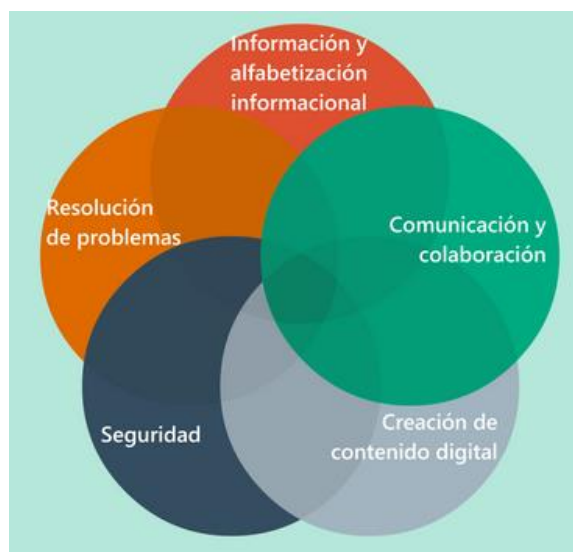 Información y
alfabetización
informacional
Resolución
de problemas
Comunicación y
colaboración
Seguridad
Creación de
contenido digital